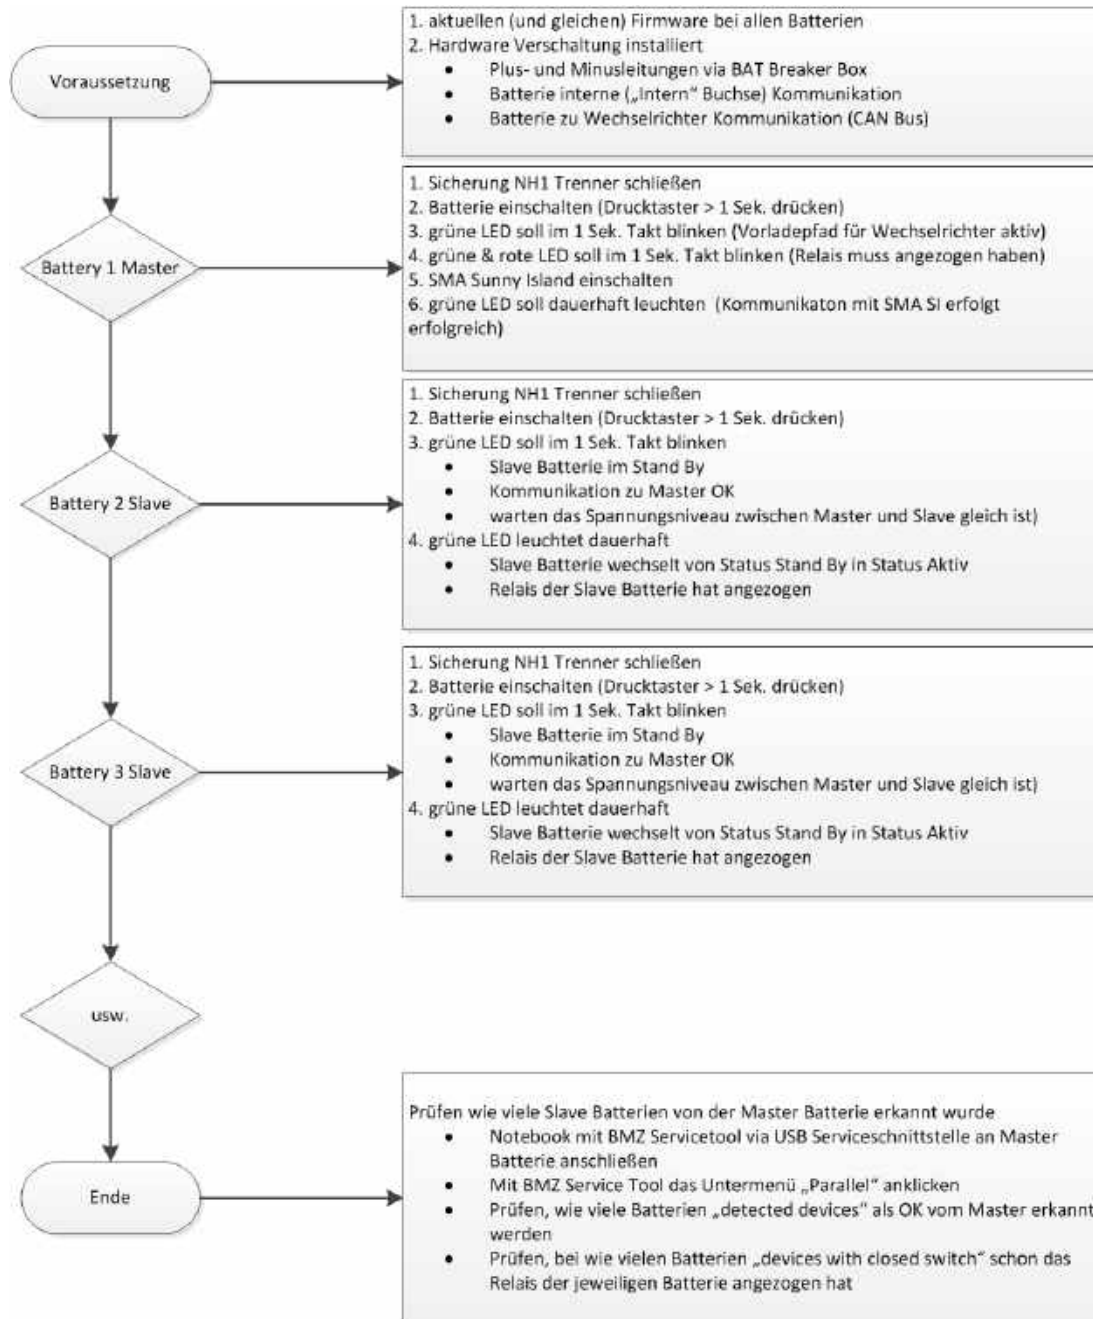 Voraussetzung
1. aktuellen (und gleichen) Firmware bei allen Batterien
2. Hardware Verschaltung installiert
• Plus- und Minusleitungen via BAT Breaker Box
• Batterie interne („Intern“ Buchse) Kommunikation
• Batterie zu Wechselrichter Kommunikation (CAN Bus)
Battery 1 Master
1. Sicherung NH1 Trenner schließen
2. Batterie einschalten (Drucktaster > 1 Sek. drücken)
3. grüne LED soll im 1 Sek. Takt blinken (Vorladepfad für Wechselrichter aktiv)
4. grüne & rote LED soll im 1 Sek. Takt blinken (Relais muss angezogen haben)
5. SMA Sunny Island einschalten
6. grüne LED soll dauerhaft leuchten (Kommunikaton mit SMA SI erfolgt
erfolgreich)
Battery 2 Slave
1. Sicherung NH1 Trenner schließen
2. Batterie einschalten (Drucktaster > 1 Sek. drücken)
3. grüne LED soll im 1 Sek. Takt blinken
• Slave Batterie im Stand By
• Kommunikation zu Master OK
• warten das Spannungsniveau zwischen Master und Slave gleich ist)
4. grüne LED leuchtet dauerhaft
• Slave Batterie wechselt von Status Stand By in Status Aktiv
• Relais der Slave Batterie hat angezogen
Battery 3 Slave
1. Sicherung NH1 Trenner schließen
2. Batterie einschalten (Drucktaster > 1 Sek. drücken)
3. grüne LED soll im 1 Sek. Takt blinken
• Slave Batterie im Stand By
• Kommunikation zu Master OK
• warten das Spannungsniveau zwischen Master und Slave gleich ist)
4. grüne LED leuchtet dauerhaft
• Slave Batterie wechselt von Status Stand By in Status Aktiv
• Relais der Slave Batterie hat angezogen
usw.
Ende
Prüfen wie viele Slave Batterien von der Master Batterie erkannt wurde
• Notebook mit BMZ Servicetool via USB Serviceschnittstelle an Master
Batterie anschließen
• Mit BMZ Service Tool das Untermenü „Parallel“ anklicken
• Prüfen, wie viele Batterien „detected devices“ als OK vom Master erkannt
werden
• Prüfen, bei wie vielen Batterien „devices with closed switch“ schon das
Relais der jeweiligen Batterie angezogen hat